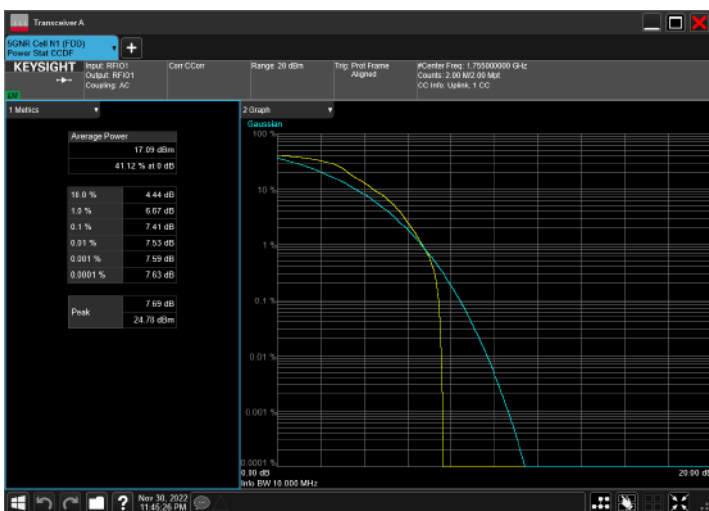 Transceiver A
5GNR Cell N1 (FDD)
Power Stat CCDF
KEYSIGHT
Input: RFIO1
Output: RFIO1
Coupling: AC
Corr CCorr
Range: 20 dBm
Trig: Prot Frame
Aligned
#Center Freq: 1.755000000 GHz
Counts: 2.00 M/2.00 Mpt
CC Info: Uplink, 1 CC
1 Metrics
Average Power
17.09 dBm
41.12 % at 0 dB
10.0 % 4.44 dB
1.0 % 6.67 dB
0.1 % 7.41 dB
0.01 % 7.53 dB
0.001 % 7.59 dB
0.0001 % 7.63 dB
Peak
7.69 dB
24.78 dBm
2 Graph
Gaussian
100 %
10 %
1 %
0.1 %
0.01 %
0.001 %
0.0001 %
0.00 dB
20.00 dB
Info BW 10.000 MHz
?
Nov 30, 2022
11:45:26 PM